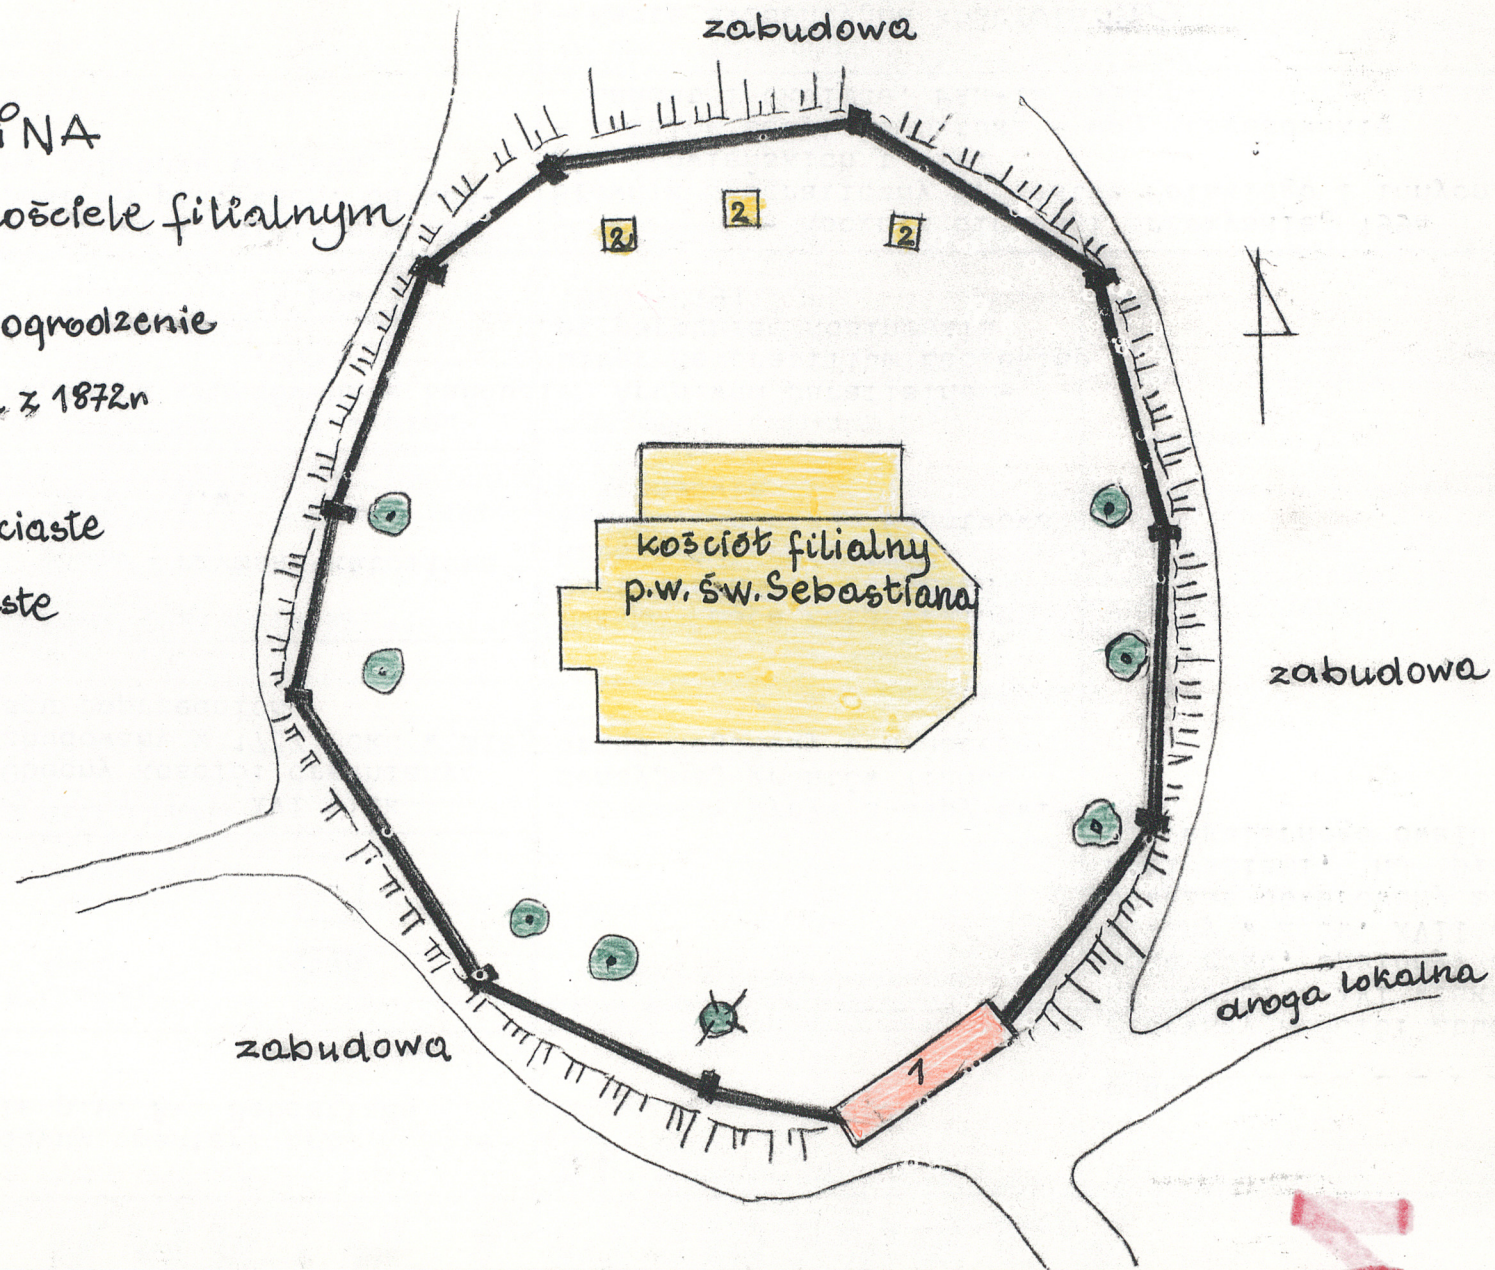 zabudowa
INA
kościele filialnym
ogrodzenie
z 1872r
2
2
2
ciaste
kościół filialny
p.w. św. Sebastiana
ste
zabudowa
droga lokalna
zabudowa
1